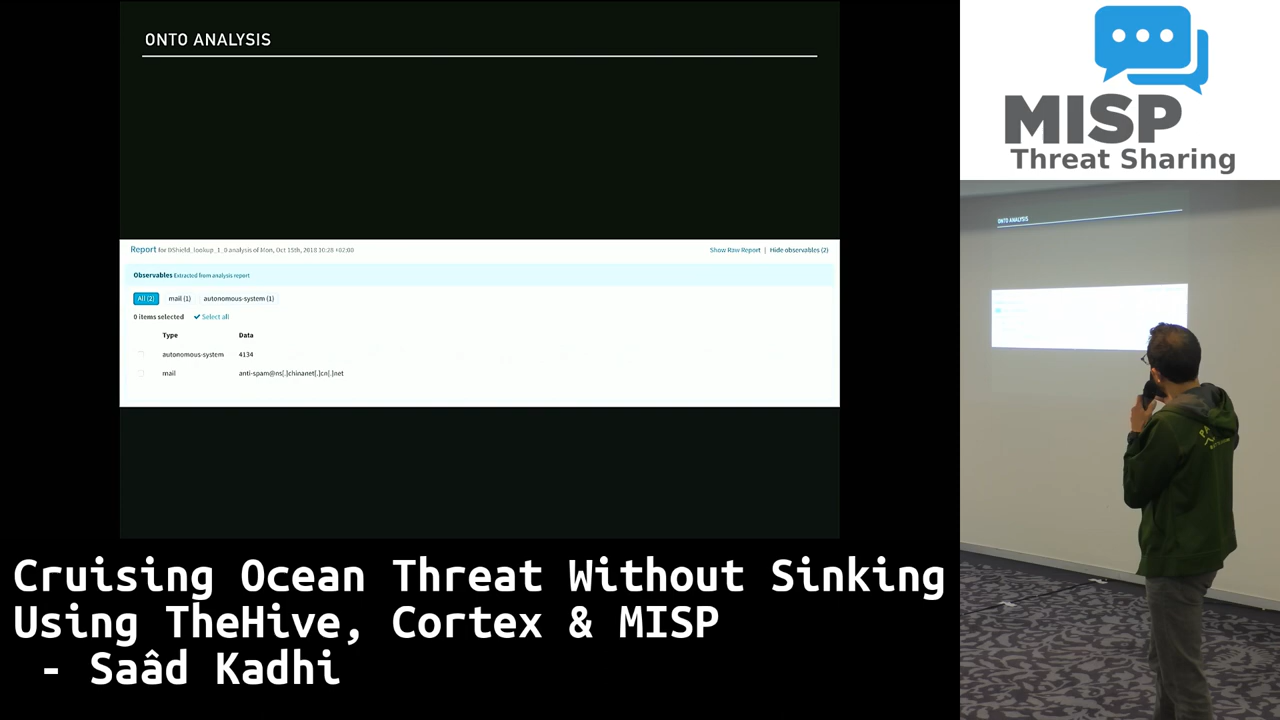 ONTO ANALYSIS
Report for DShield_lookup_1_0 analysis of Mon, Oct 15th, 2018 10:28 +02:00
Show Raw Report | Hide observables (2)
Observables Extracted from analysis report
All (2) mail (1) autonomous-system (1)
0 items selected Select all
Type Data
autonomous-system 4134
mail anti-spam@ns[.]chinanet[.]cn[.]net
MISP
Threat Sharing
ONTO ANALYSIS
Cruising Ocean Threat Without Sinking
Using TheHive, Cortex & MISP
- Saâd Kadhi